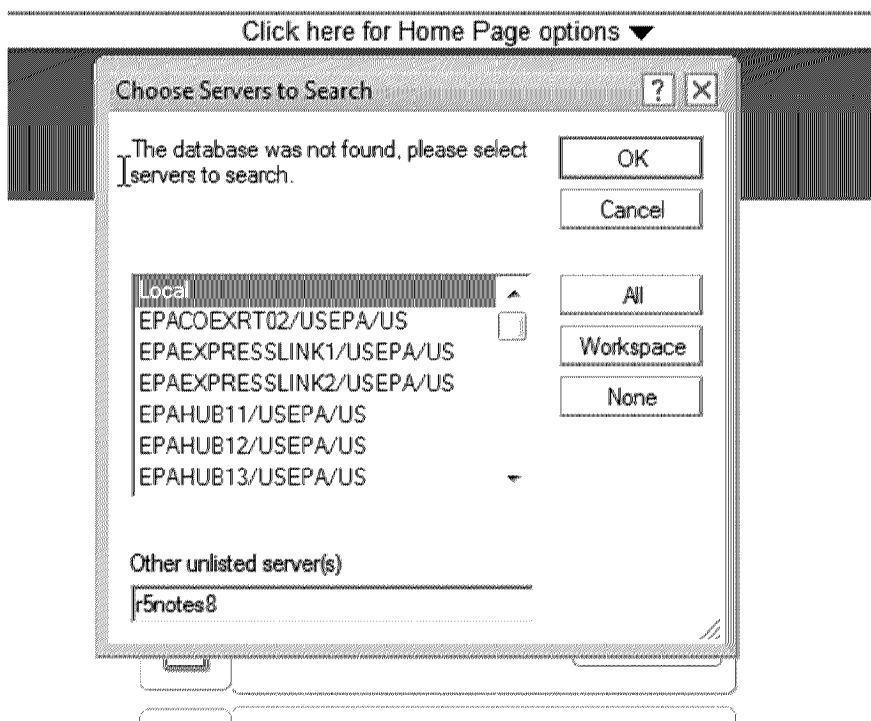 Click here for Home Page options
Choose Servers to Search
The database was not found, please select
servers to search.
OK
Cancel
Local
EPACOEXRT02/USEPA/US
EPAEXPRESSLINK1/USEPA/US
EPAEXPRESSLINK2/USEPA/US
EPAHUB11/USEPA/US
EPAHUB12/USEPA/US
EPAHUB13/USEPA/US
All
Workspace
None
Other unlisted server(s)
r5notes8